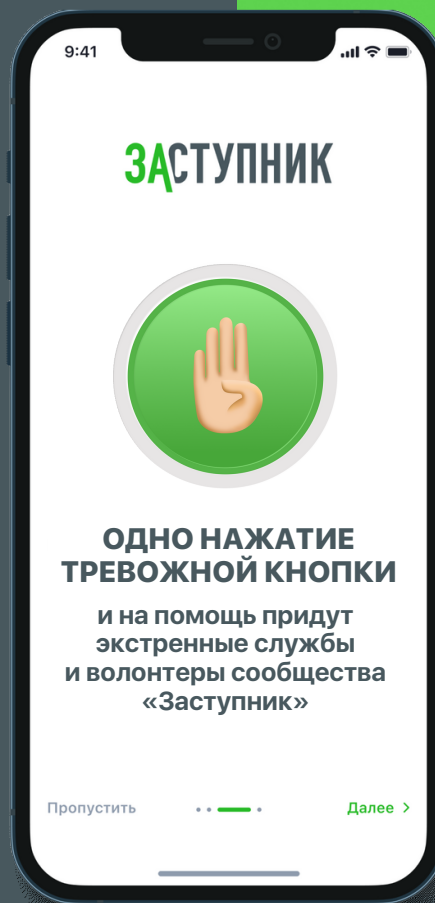 9:41
ЗАСТУПНИК
ОДНО НАЖАТИЕ
ТРЕВОЖНОЙ КНОПКИ
и на помощь придут
экстренные службы
и волонтеры сообщества
«Заступник»
Пропустить
Далее >